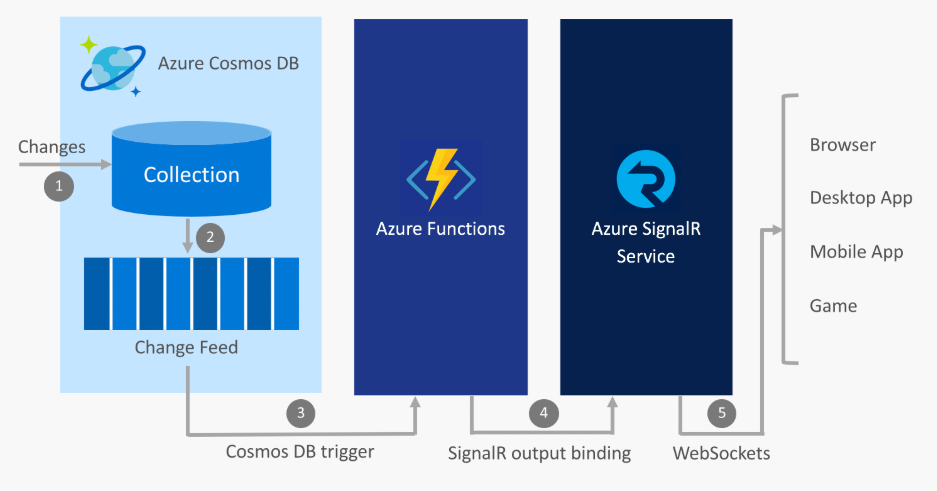 Azure Cosmos DB
Changes
1
Collection
2
Change Feed
3
Cosmos DB trigger
Azure Functions
4
SignalR output binding
Azure SignalR
Service
5
WebSockets
Browser
Desktop App
Mobile App
Game